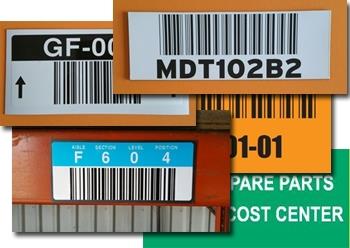 GF-00
MDT102B2
01-01
AISLE SECTION LEVEL POSITION
F 6 0 4
PARE PARTS
COST CENTER